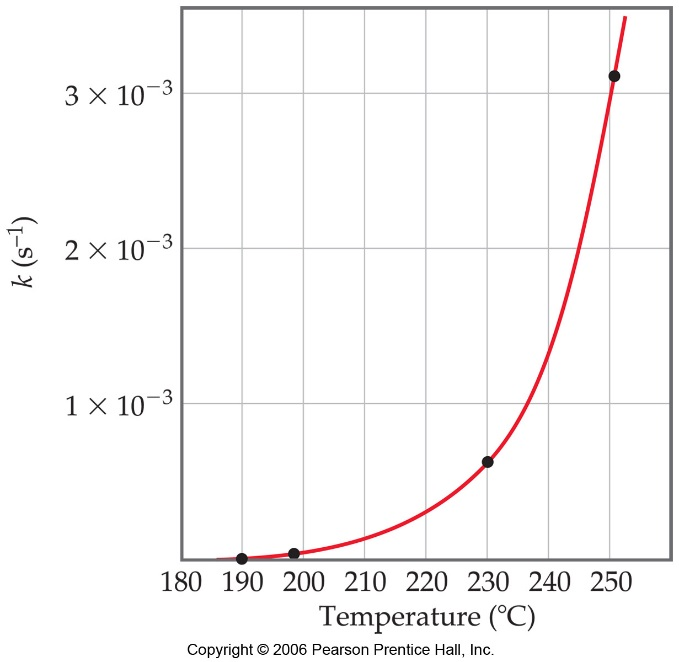 3 × 10⁻³
2 × 10⁻³
1 × 10⁻³
k (s⁻¹)
180 190 200 210 220 230 240 250
Temperature (°C)
Copyright © 2006 Pearson Prentice Hall, Inc.